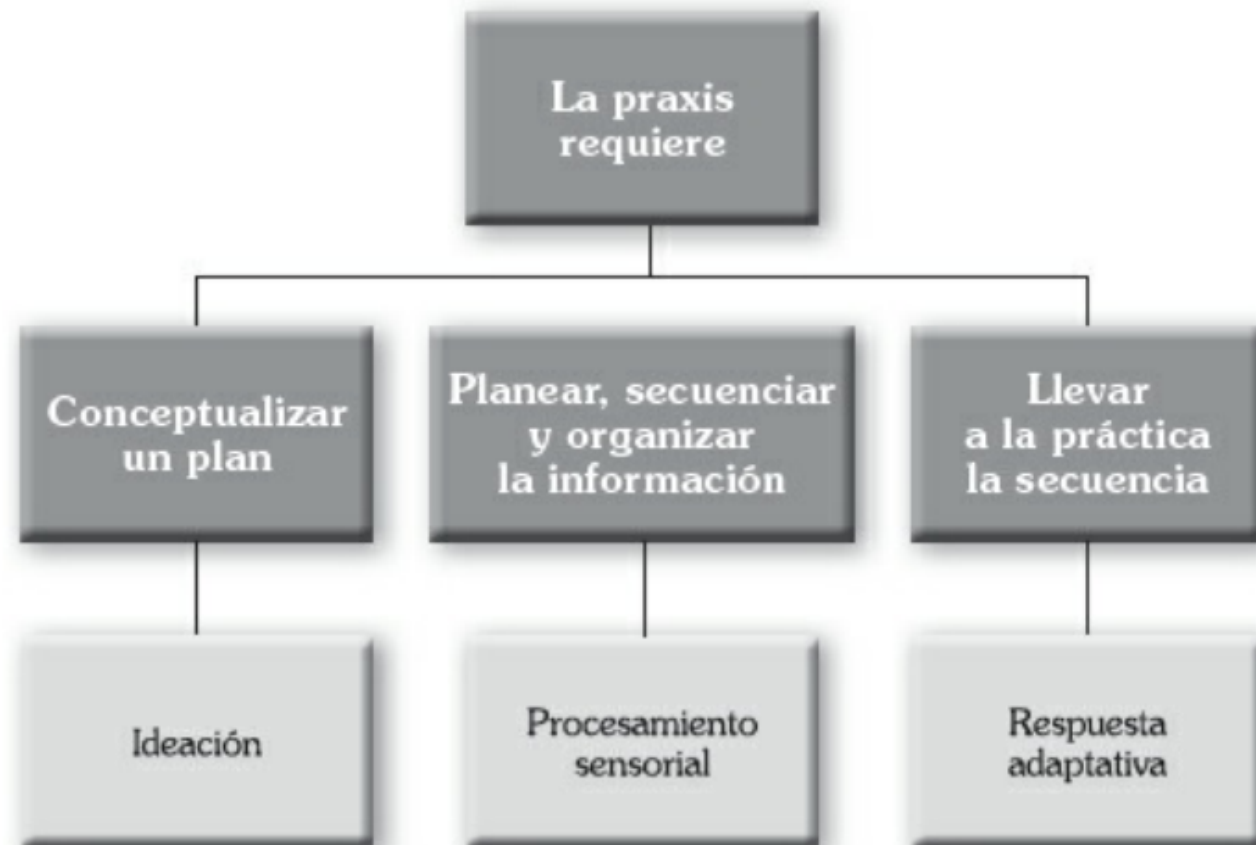 La praxis
requiere
Conceptualizar
un plan
Planear, secuenciar
y organizar
la información
Llevar
a la práctica
la secuencia
Ideación
Procesamiento
sensorial
Respuesta
adaptativa